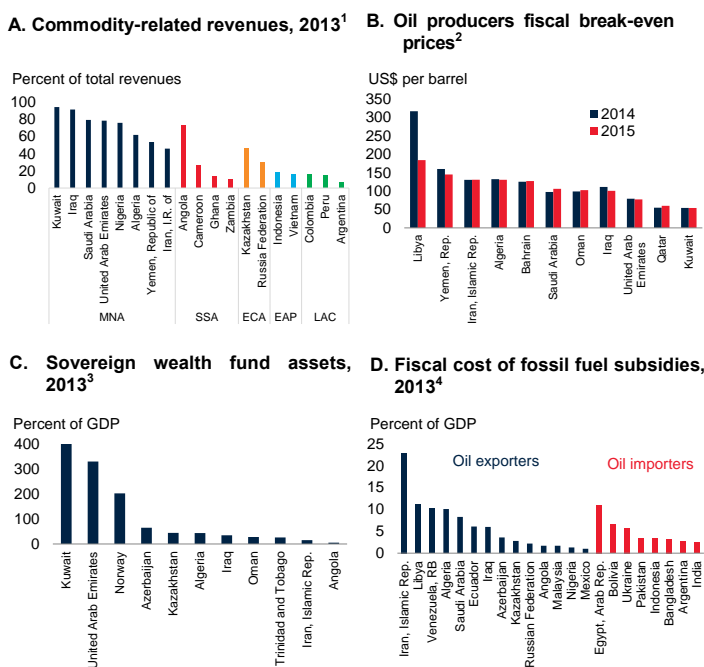 A. Commodity-related revenues, 2013¹
Percent of total revenues
100
80
60
40
20
0
Kuwait
Iraq
Saudi Arabia
United Arab Emirates
Nigeria
Algeria
Yemen, Republic of
Iran, I.R. of
Angola
Cameroon
Ghana
Zambia
Kazakhstan
Russia Federation
Indonesia
Vietnam
Colombia
Peru
Argentina
MNA
SSA
ECA
EAP
LAC
B. Oil producers fiscal break-even
prices²
US$ per barrel
350
300
250
200
150
100
50
0
2014
2015
Libya
Yemen, Rep.
Iran, Islamic Rep.
Algeria
Bahrain
Saudi Arabia
Oman
Iraq
United Arab
Emirates
Qatar
Kuwait
C. Sovereign wealth fund assets,
2013³
Percent of GDP
400
300
200
100
0
Kuwait
United Arab Emirates
Norway
Azerbaijan
Kazakhstan
Algeria
Iraq
Oman
Trinidad and Tobago
Iran, Islamic Rep.
Angola
D. Fiscal cost of fossil fuel subsidies,
2013⁴
Percent of GDP
25
20
15
10
5
0
Oil exporters
Oil importers
Iran, Islamic Rep.
Libya
Venezuela, RB
Algeria
Saudi Arabia
Ecuador
Iraq
Azerbaijan
Kazakhstan
Russian Federation
Angola
Malaysia
Nigeria
Mexico
Egypt, Arab Rep.
Bolivia
Ukraine
Pakistan
Indonesia
Bangladesh
Argentina
India